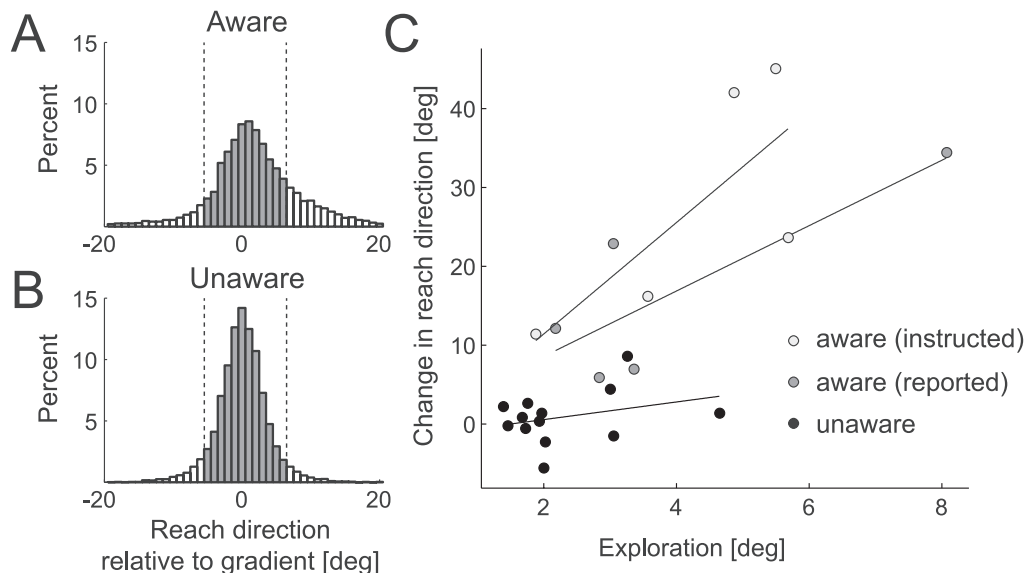 A
Aware
15
10
5
Percent
-20
0
20
B
Unaware
15
10
5
Percent
-20
0
20
Reach direction
relative to gradient [deg]
C
Change in reach direction [deg]
40
30
20
10
0
2
4
6
8
Exploration [deg]
aware (instructed)
aware (reported)
unaware